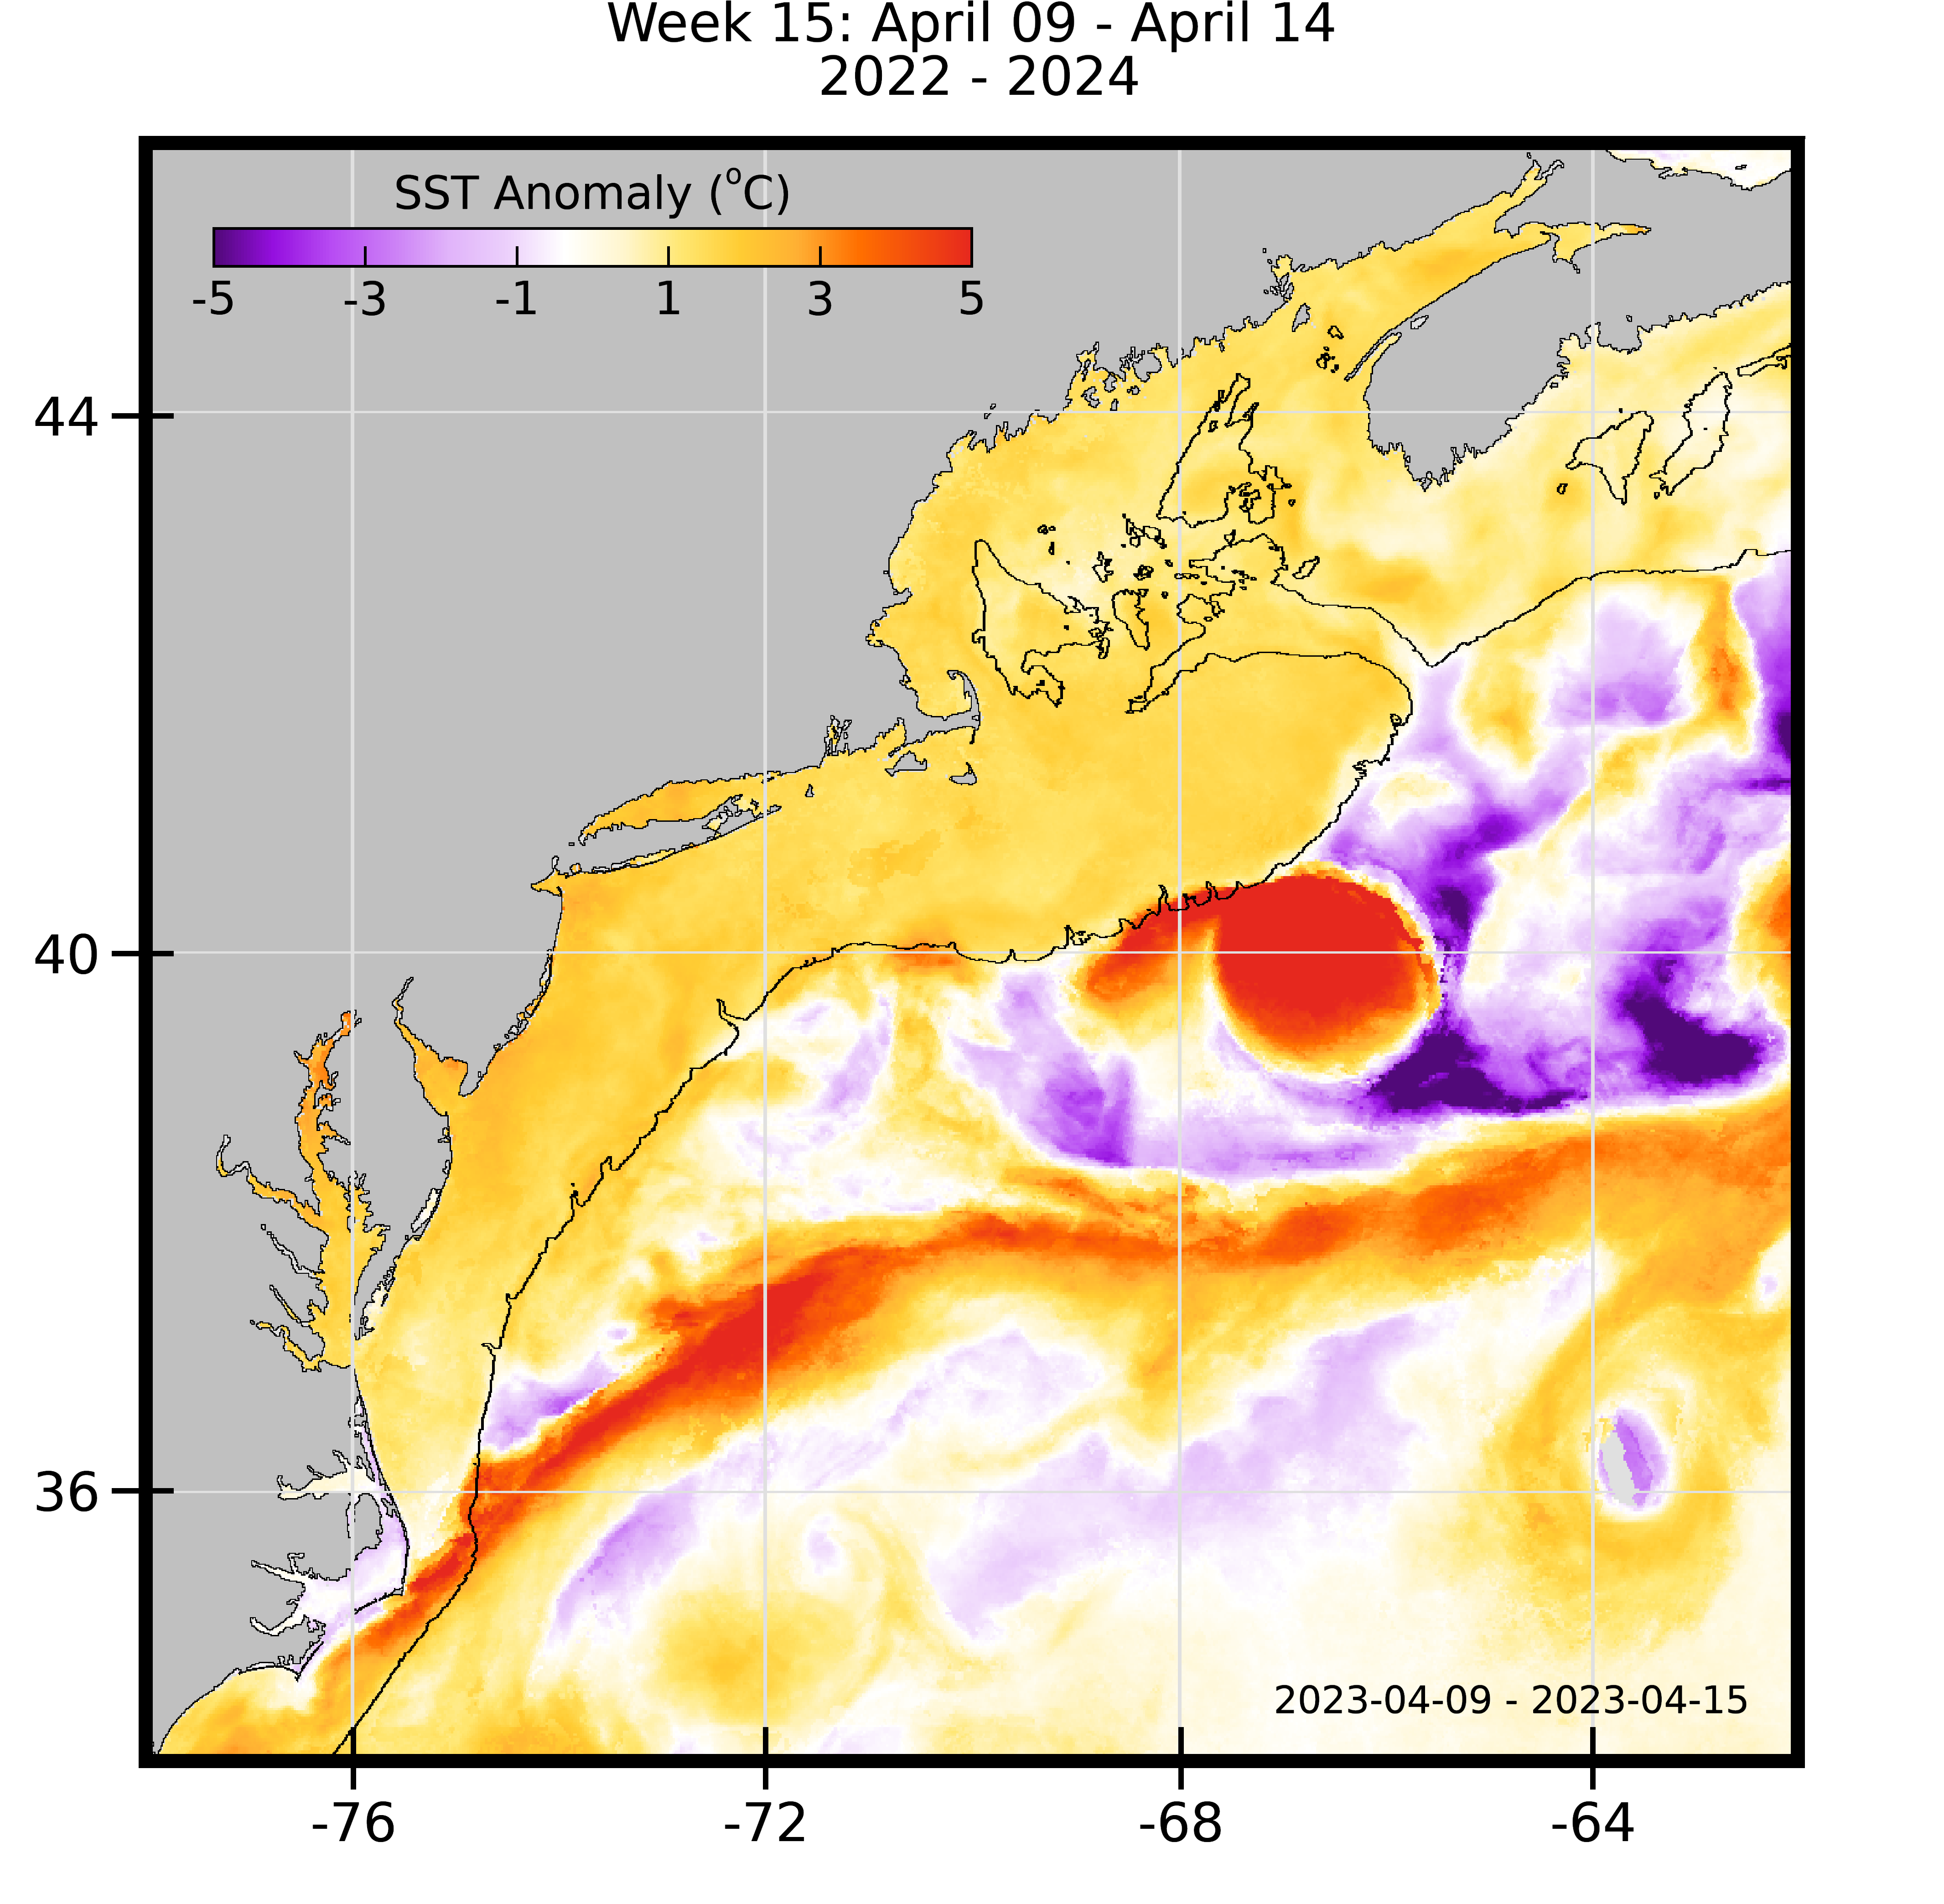 Week 15: April 09 - April 14
2022 - 2024
SST Anomaly (°C)
-5 -3 -1 1 3 5
44
40
36
2023-04-09 - 2023-04-15
-76 -72 -68 -64